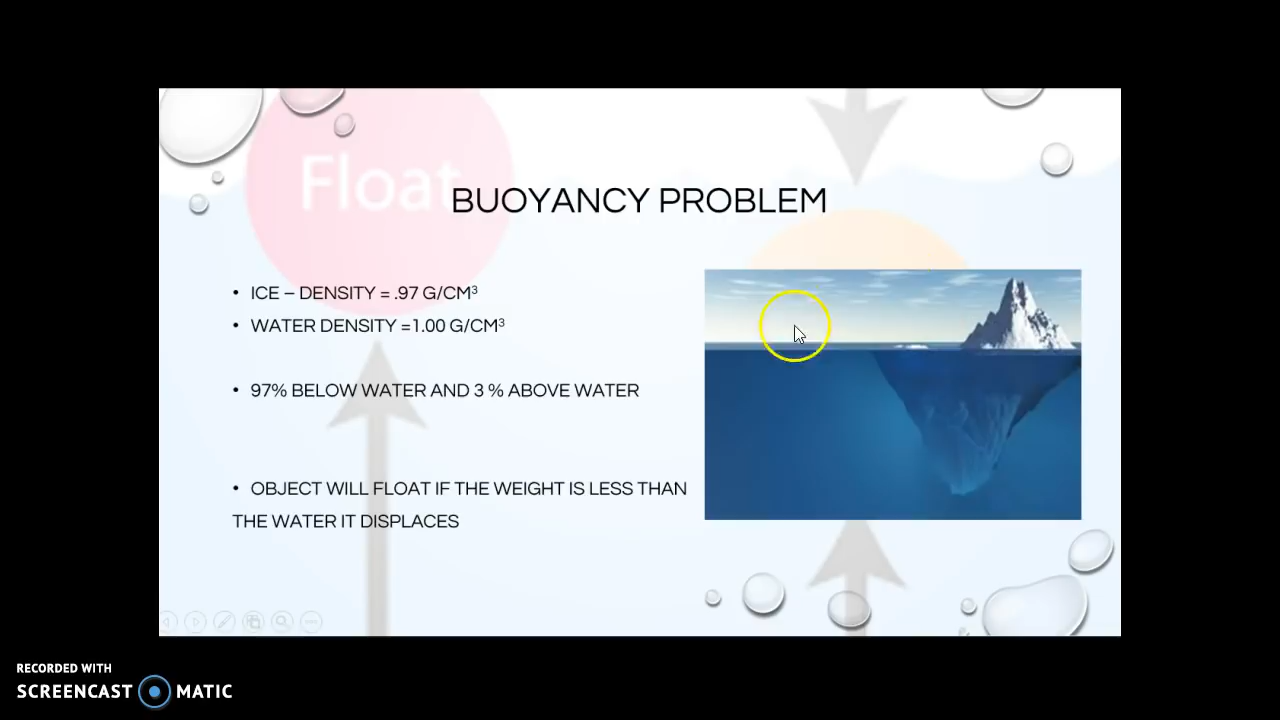 Float
BUOYANCY PROBLEM
• ICE – DENSITY = .97 G/CM³
• WATER DENSITY =1.00 G/CM³
• 97% BELOW WATER AND 3 % ABOVE WATER
• OBJECT WILL FLOAT IF THE WEIGHT IS LESS THAN
THE WATER IT DISPLACES
RECORDED WITH
SCREENCAST MATIC